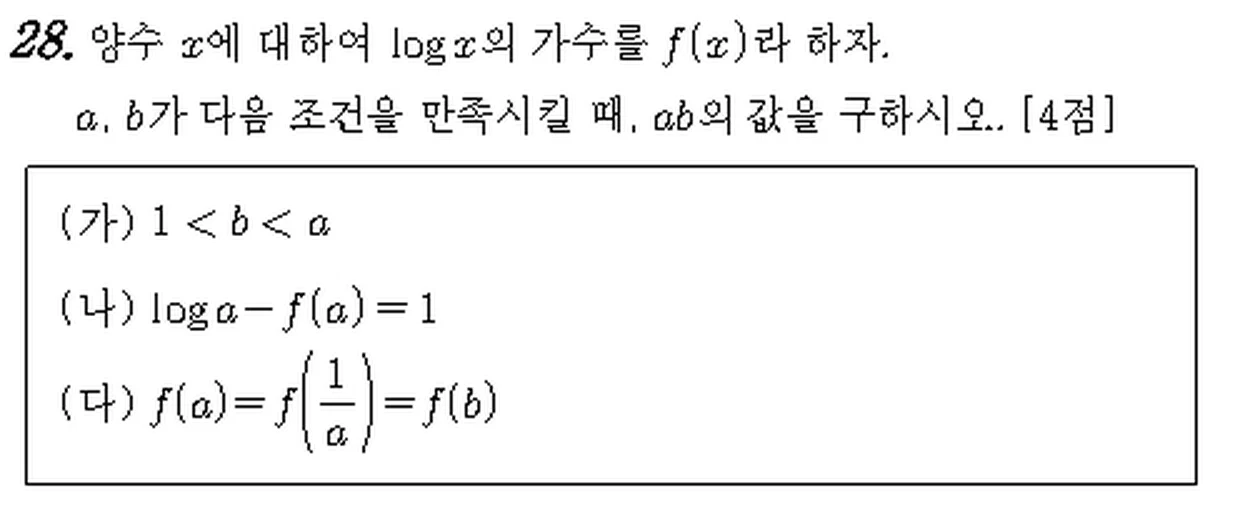 28. 양수 x에 대하여 log x의 가수를 f(x)라 하자.
a, b가 다음 조건을 만족시킬 때, ab의 값을 구하시오.. [4점]
(가) 1 < b < a
(나) log a − f(a) = 1
(다) f(a) = f(1/a) = f(b)